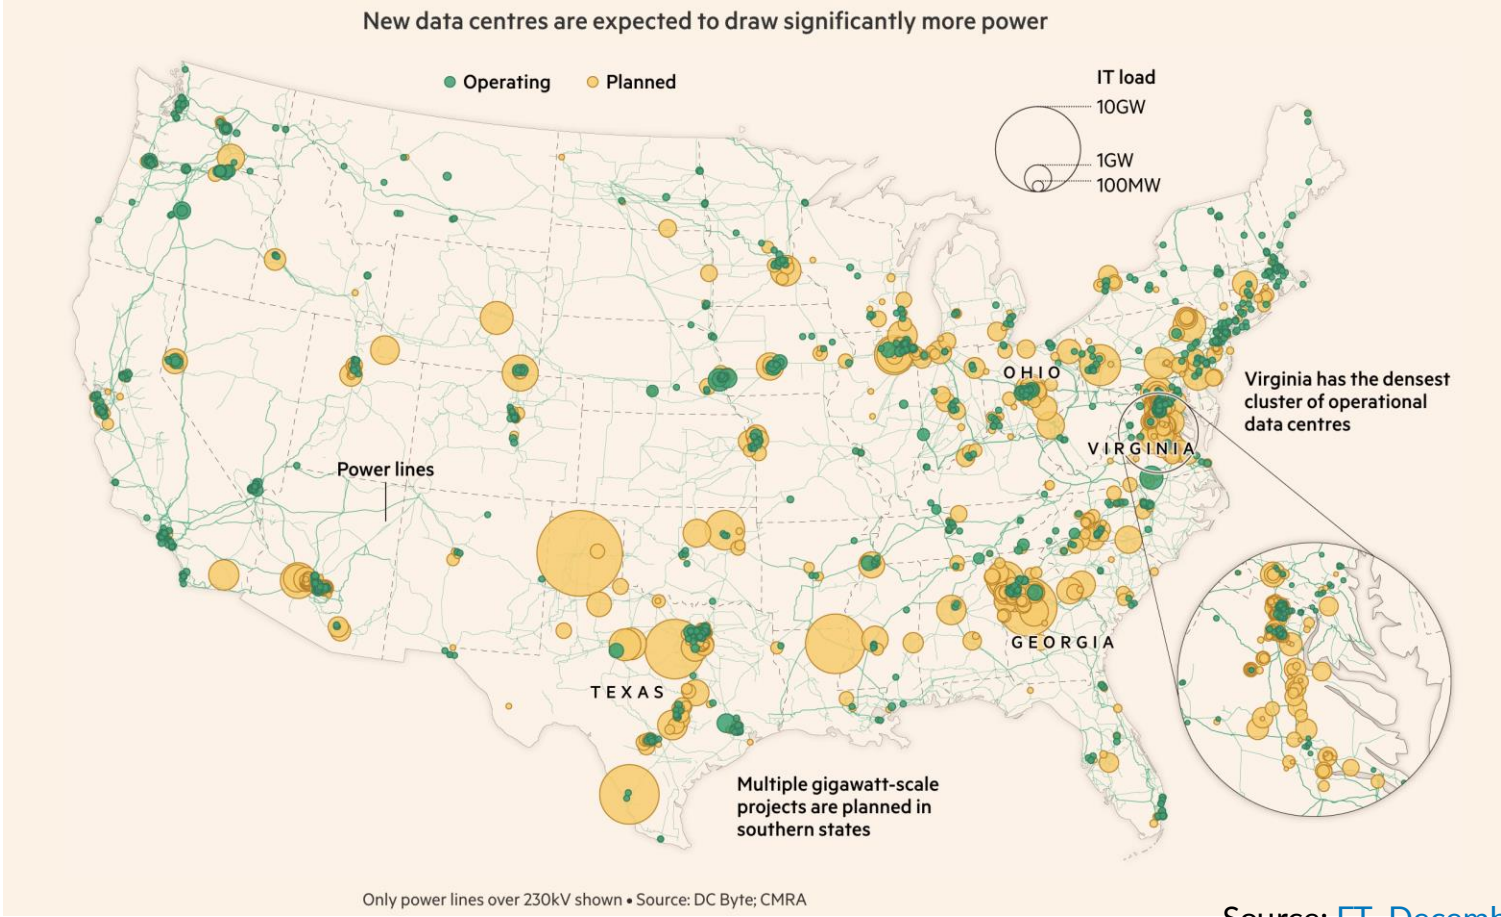 New data centres are expected to draw significantly more power
Operating
Planned
IT load
10GW
1GW
100MW
OHIO
Virginia has the densest
cluster of operational
data centres
VIRGINIA
Power lines
GEORGIA
TEXAS
Multiple gigawatt-scale
projects are planned in
southern states
Only power lines over 230kV shown • Source: DC Byte; CMRA
Source: FT, Decemb